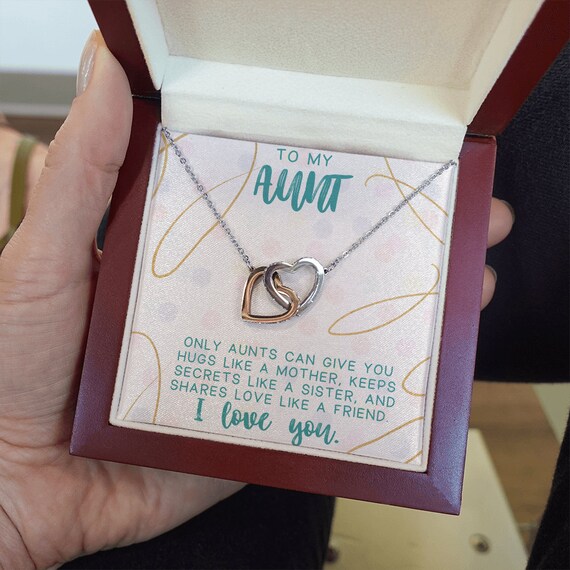 TO MY
AUNT
ONLY AUNTS CAN GIVE YOU
HUGS LIKE A MOTHER, KEEPS
SECRETS LIKE A SISTER, AND
SHARES LOVE LIKE A FRIEND.
I love you.